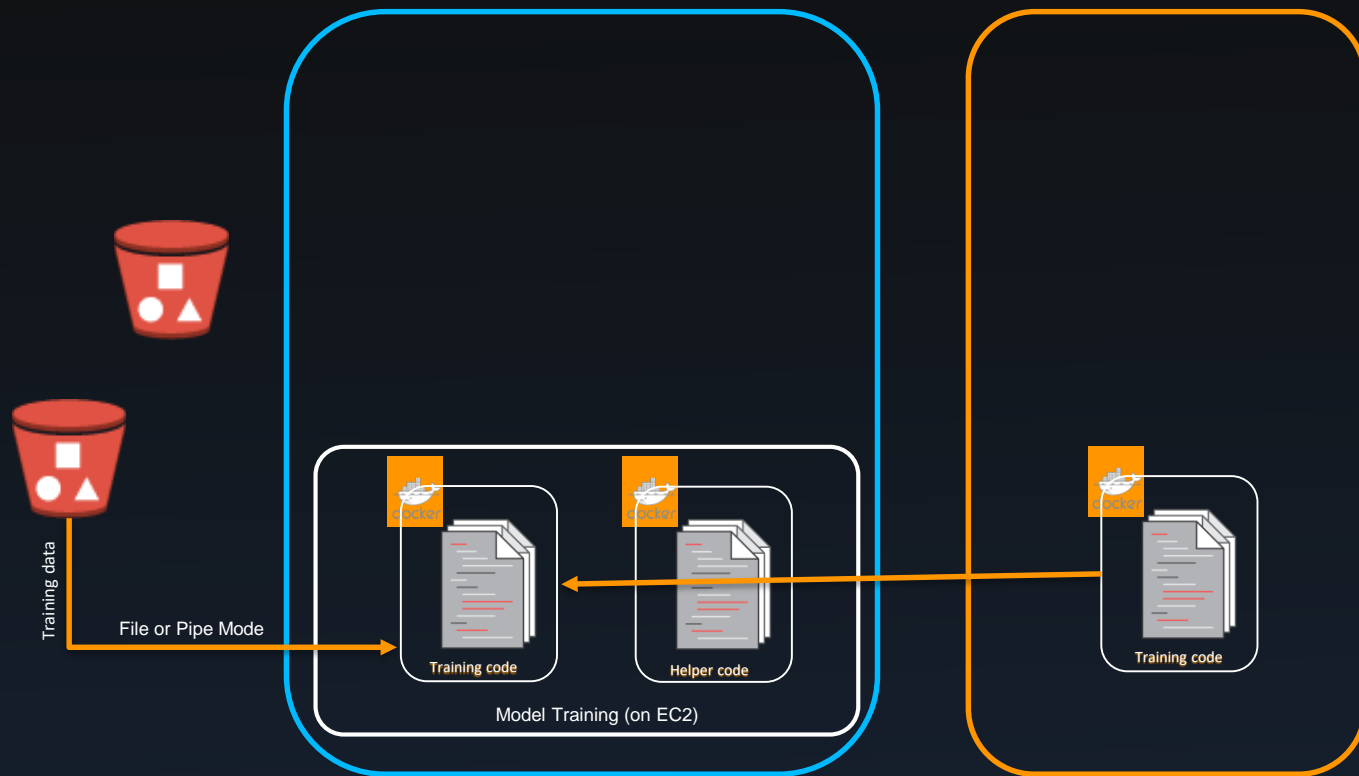 docker
docker
docker
Training data
File or Pipe Mode
Training code
Helper code
Training code
Model Training (on EC2)